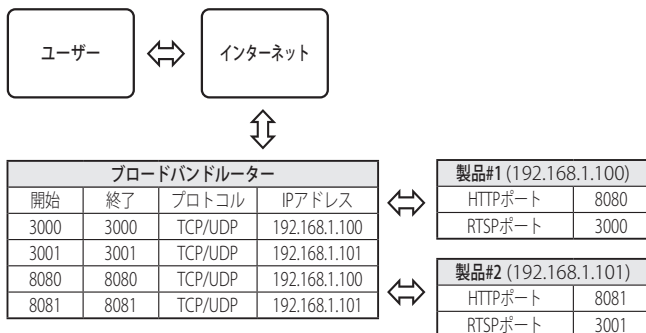 ユーザー
インターネット
ブロードバンドルーター
開始 終了 プロトコル IPアドレス
3000 3000 TCP/UDP 192.168.1.100
3001 3001 TCP/UDP 192.168.1.101
8080 8080 TCP/UDP 192.168.1.100
8081 8081 TCP/UDP 192.168.1.101
製品#1 (192.168.1.100)
HTTPポート 8080
RTSPポート 3000
製品#2 (192.168.1.101)
HTTPポート 8081
RTSPポート 3001